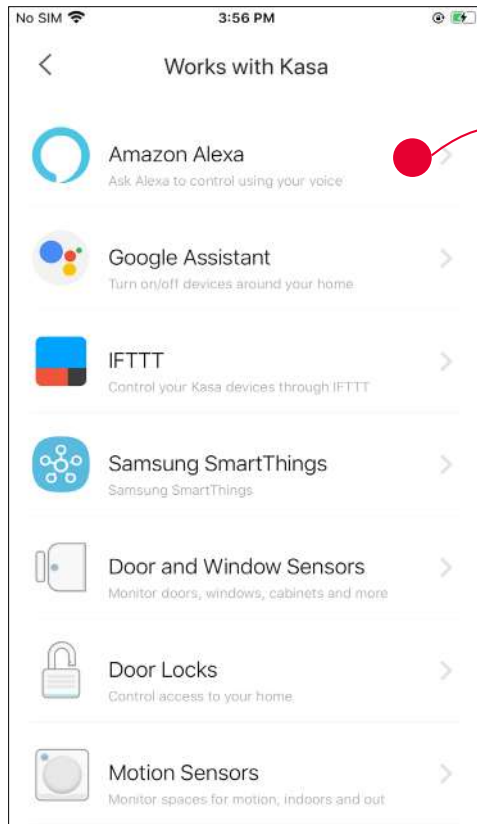 No SIM 3:56 PM
Works with Kasa
Amazon Alexa
Ask Alexa to control using your voice
Google Assistant
Turn on/off devices around your home
IFTTT
Control your Kasa devices through IFTTT
Samsung SmartThings
Samsung SmartThings
Door and Window Sensors
Monitor doors, windows, cabinets and more
Door Locks
Control access to your home
Motion Sensors
Monitor spaces for motion, indoors and out